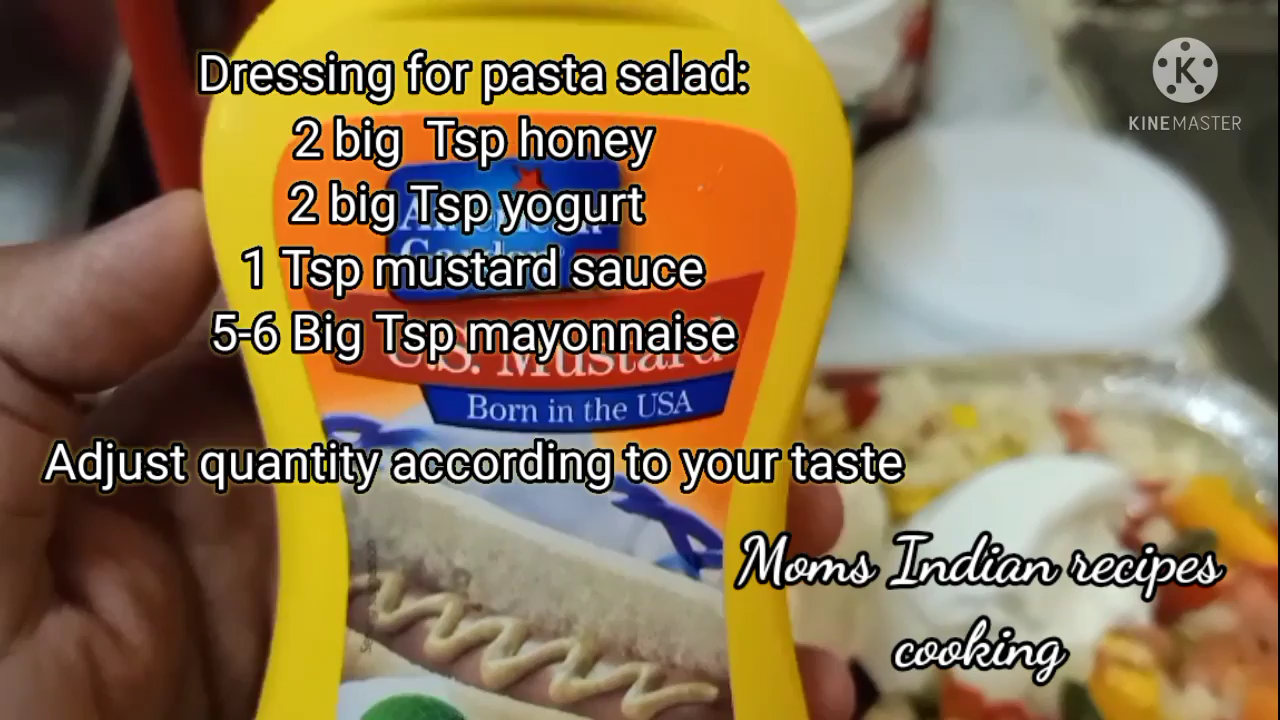 Dressing for pasta salad:
2 big Tsp honey
2 big Tsp yogurt
1 Tsp mustard sauce
5-6 Big Tsp mayonnaise
U.S. Mustard
Born in the USA
Adjust quantity according to your taste
Moms Indian recipes
cooking
K
KINEMASTER